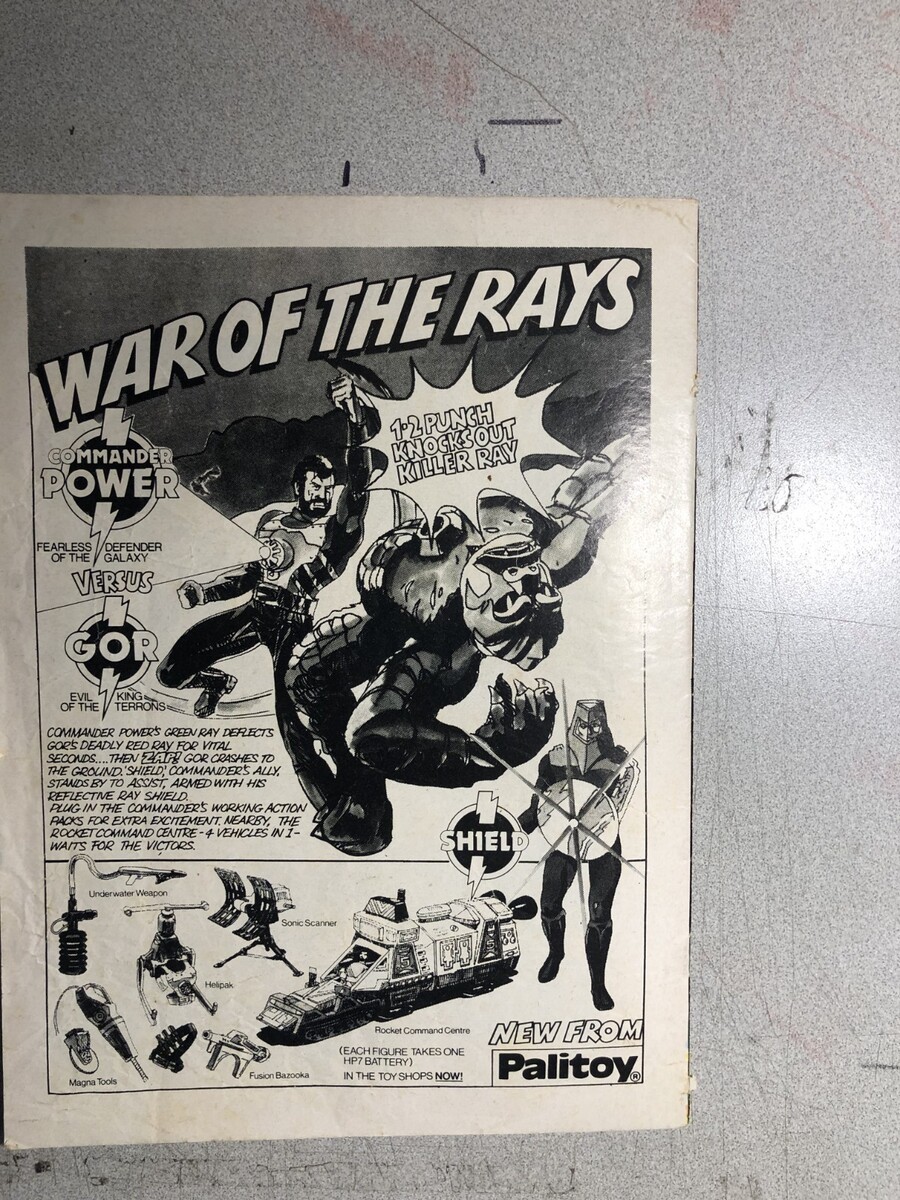 WAR OF THE RAYS
1·2 PUNCH
KNOCKS OUT
KILLER RAY
COMMANDER
POWER
FEARLESS DEFENDER
OF THE GALAXY
VERSUS
GOR
EVIL KING
OF THE TERRONS
COMMANDER POWER'S GREEN RAY DEFLECTS
GOR'S DEADLY RED RAY FOR VITAL
SECONDS....THEN GOR CRASHES TO
THE GROUND. 'SHIELD', COMMANDER'S ALLY,
STANDS BY TO ASSIST, ARMED WITH HIS
REFLECTIVE RAY SHIELD.
PLUG IN THE COMMANDER'S WORKING ACTION
PACKS FOR EXTRA EXCITEMENT. NEARBY, THE
ROCKET COMMAND CENTRE - 4 VEHICLES IN 1-
WAITS FOR THE VICTORS.
SHIELD
Underwater Weapon
Sonic Scanner
Helipak
Rocket Command Centre
Magna Tools
Fusion Bazooka
(EACH FIGURE TAKES ONE
HP7 BATTERY)
IN THE TOY SHOPS NOW!
NEW FROM
Palitoy®